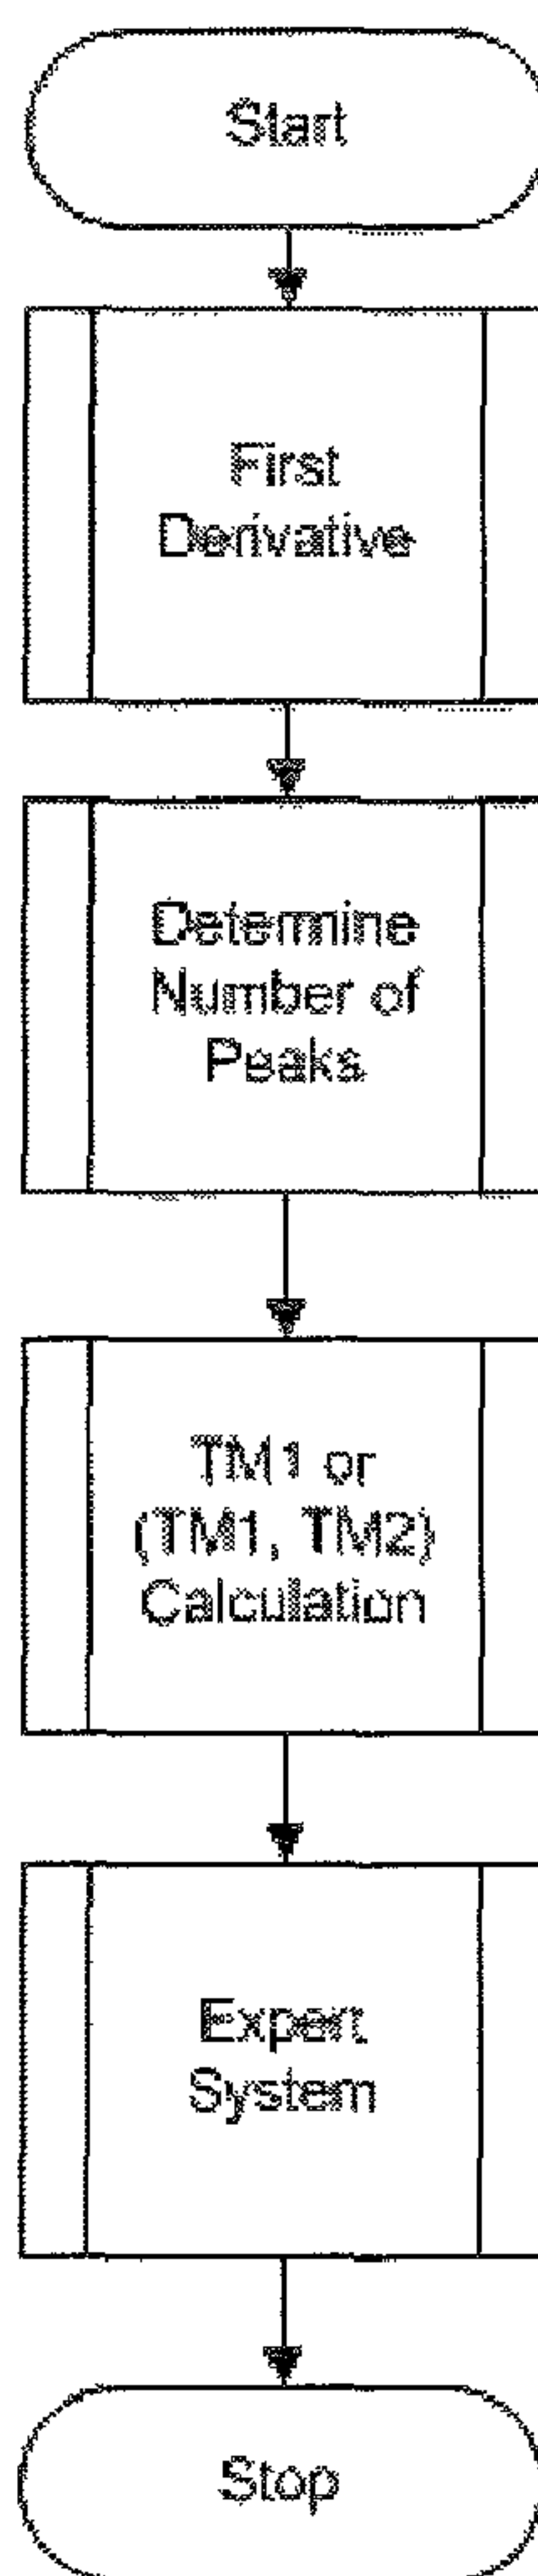 Start
First
Derivative
Determine
Number of
Peaks
TM1 or
(TM1, TM2)
Calculation
Expert
System
Stop